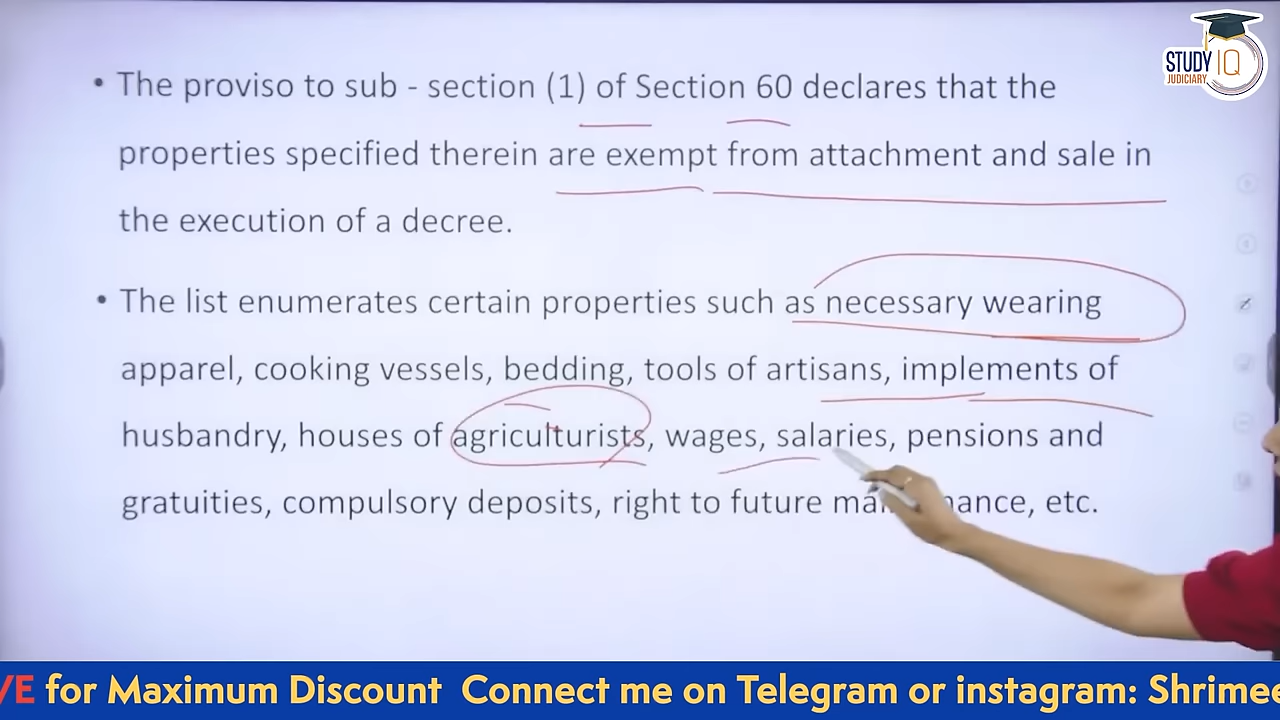 STUDY IQ
JUDICIARY
• The proviso to sub - section (1) of Section 60 declares that the
properties specified therein are exempt from attachment and sale in
the execution of a decree.
• The list enumerates certain properties such as necessary wearing
apparel, cooking vessels, bedding, tools of artisans, implements of
husbandry, houses of agriculturists, wages, salaries, pensions and
gratuities, compulsory deposits, right to future
etc.
for Maximum Discount Connect me on Telegram or instagram: